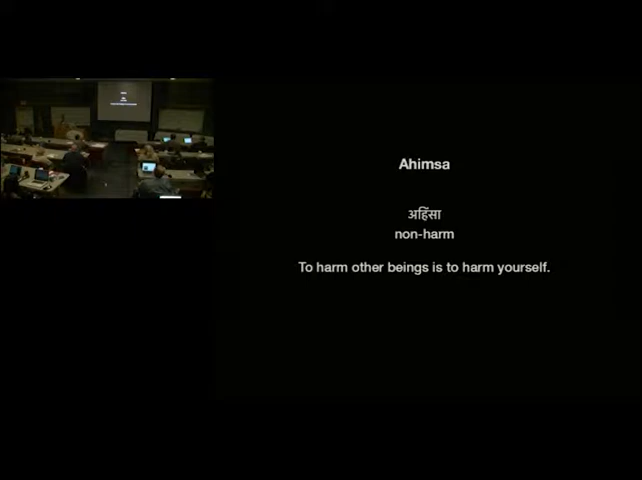 Ahimsa
अहिंसा
non-harm
To harm other beings is to harm yourself.